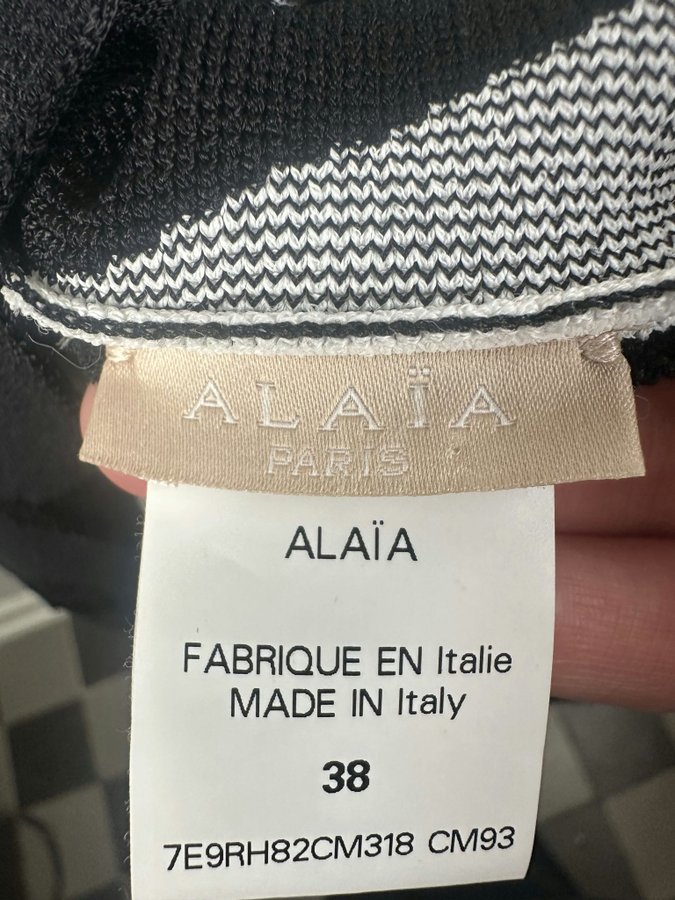 ALAÏA
PARIS
ALAÏA
FABRIQUE EN Italie
MADE IN Italy
38
7E9RH82CM318 CM93